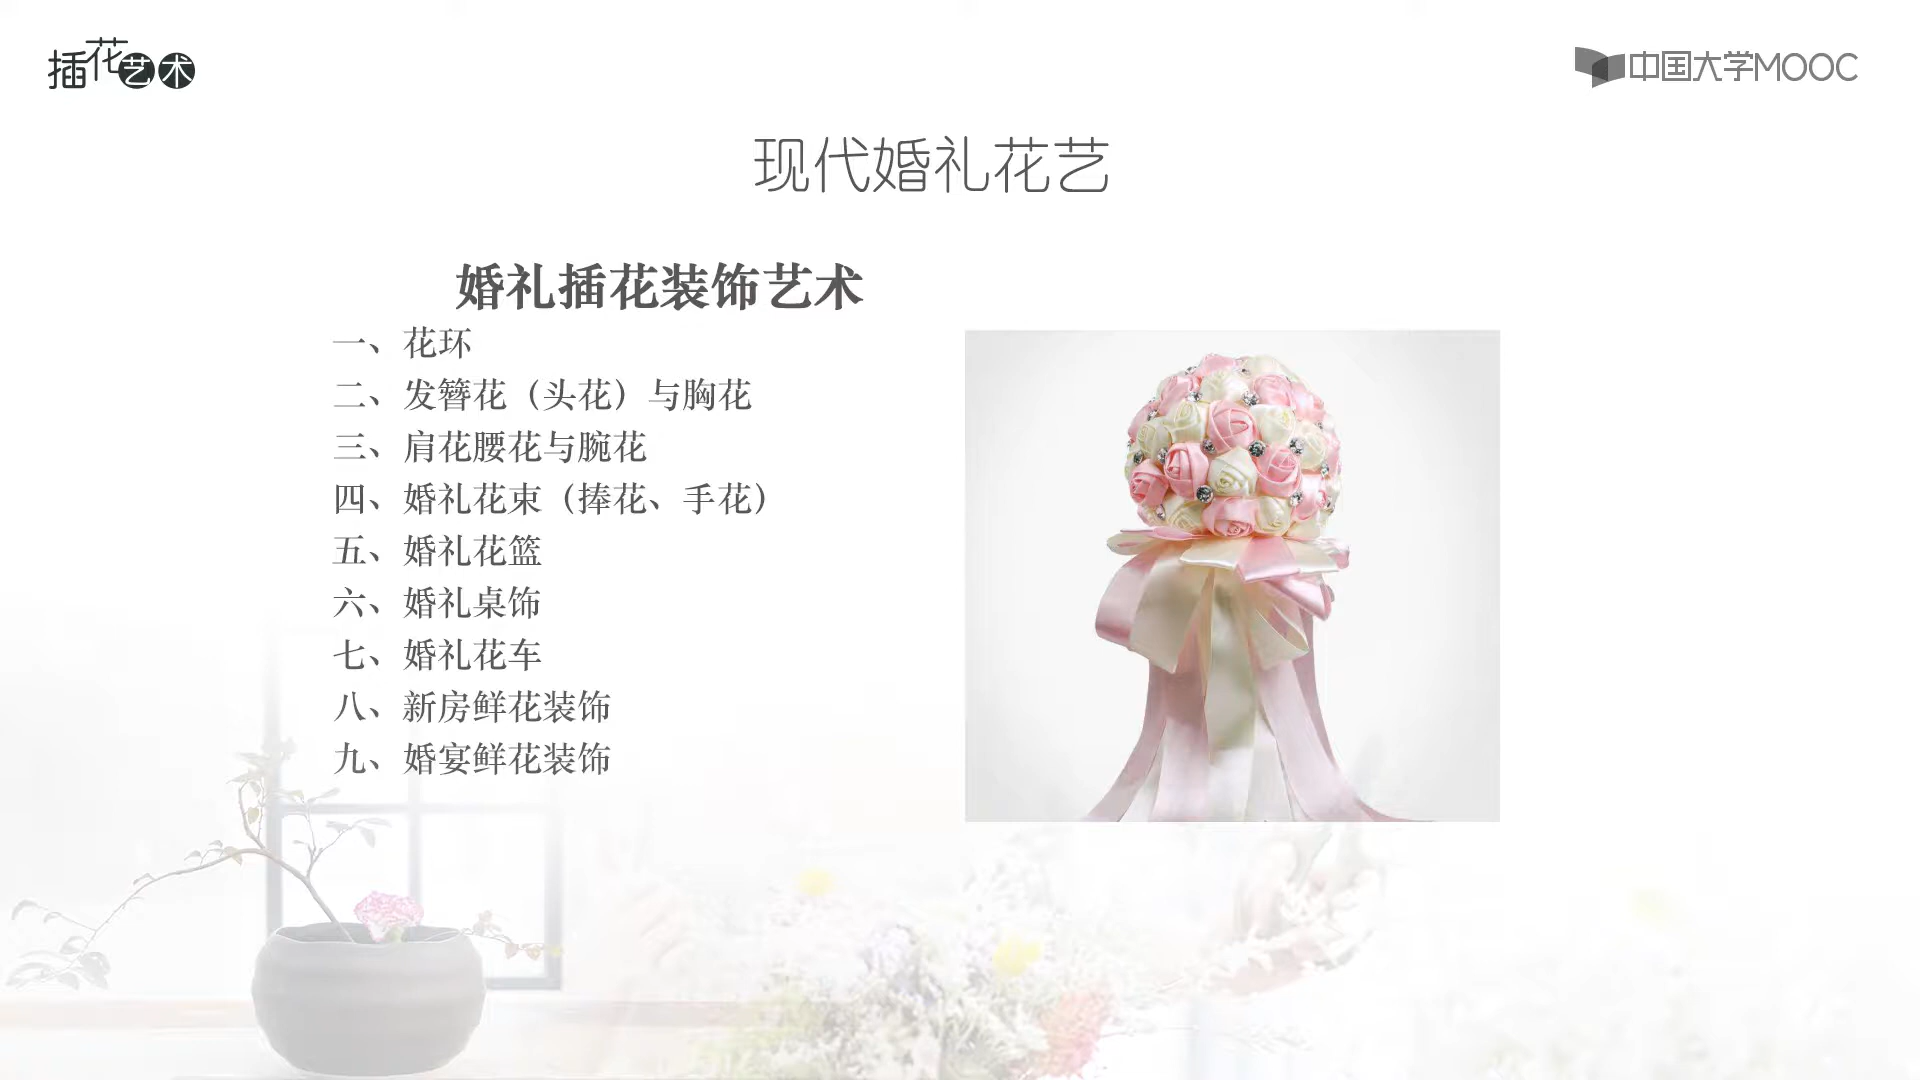 插花艺术
中国大学MOOC
现代婚礼花艺
婚礼插花装饰艺术
一、花环
二、发簪花（头花）与胸花
三、肩花腰花与腕花
四、婚礼花束（捧花、手花）
五、婚礼花篮
六、婚礼桌饰
七、婚礼花车
八、新房鲜花装饰
九、婚宴鲜花装饰